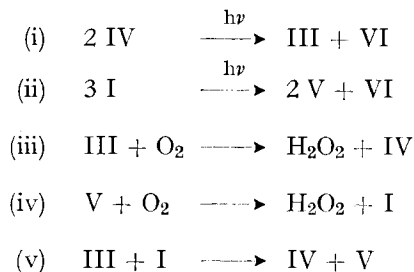 (i) 2 IV hν → III + VI
(ii) 3 I hν → 2 V + VI
(iii) III + O₂ → H₂O₂ + IV
(iv) V + O₂ → H₂O₂ + I
(v) III + I → IV + V